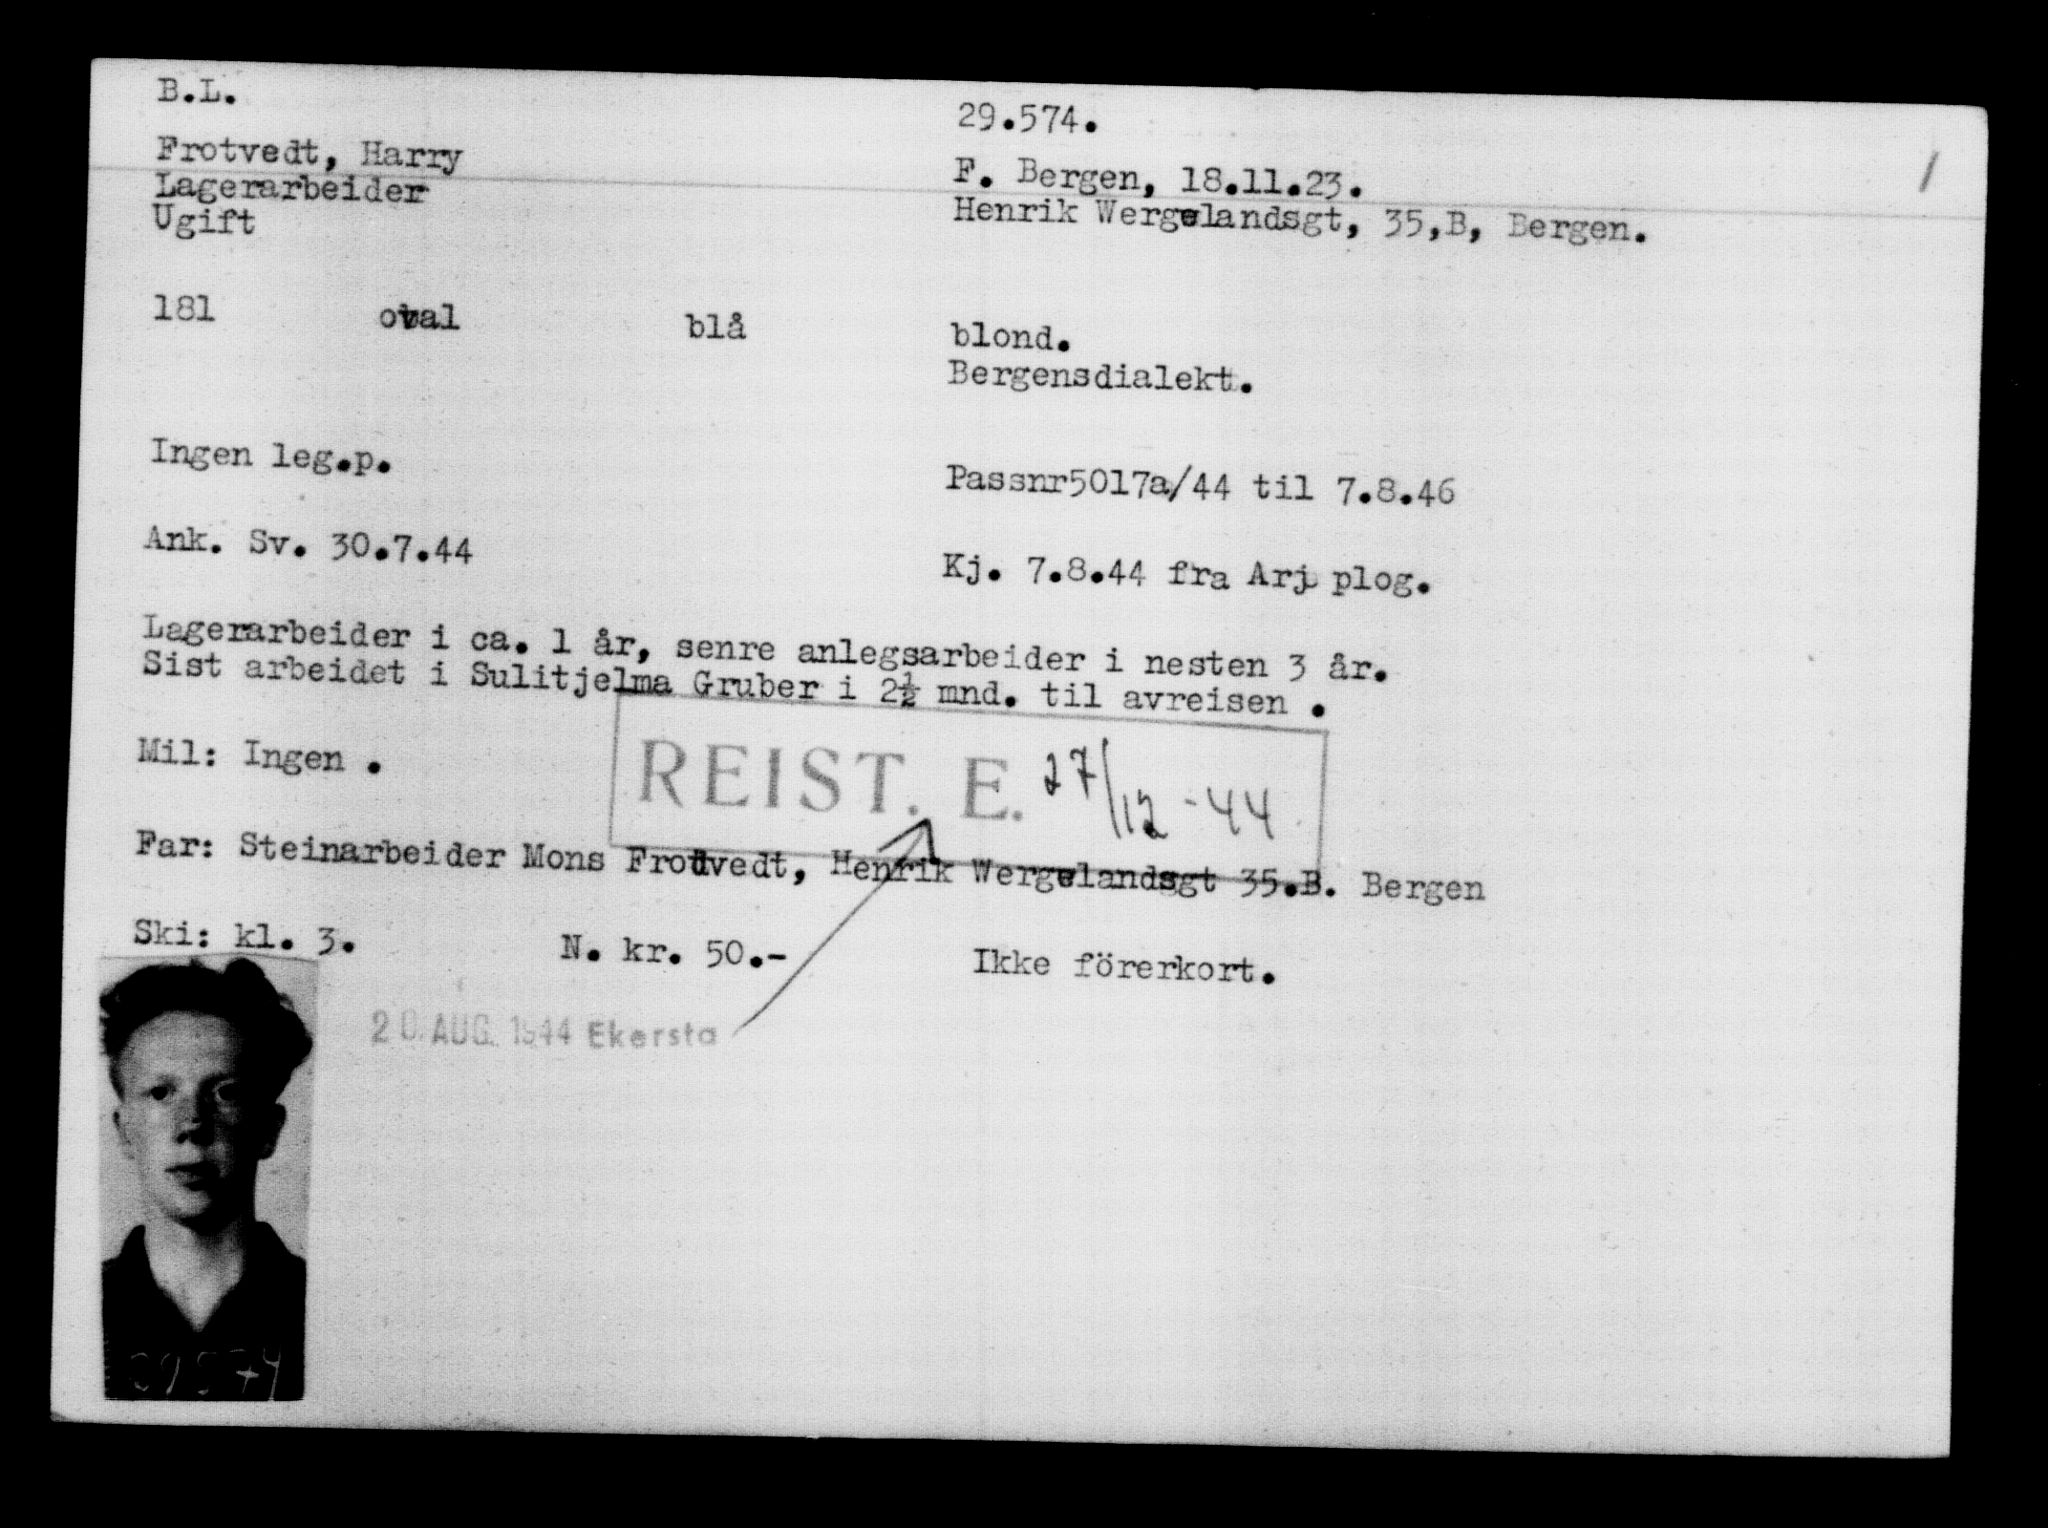 B.L.
29.574.
Frotvedt, Harry
F. Bergen, 18.11.23.
Lagerarbeider
Henrik Wergelandsgt, 35,B, Bergen.
Ugift
181 oval blå blond.
Bergensdialekt.
Ingen leg.p.
Passnr5017a/44 til 7.8.46
Ank. Sv. 30.7.44
Kj. 7.8.44 fra Arj plog.
Lagerarbeider i ca. 1 år, senre anlegsarbeider i nesten 3 år.
Sist arbeidet i Sulitjelma Gruber i 2½ mnd. til avreisen .
Mil: Ingen .
REIST. E. 27/12-44
Far: Steinarbeider Mons Frotvedt, Henrik Wergelandsgt 35.B. Bergen
Ski: kl. 3. N. kr. 50.- Ikke förerkort.
20. AUG. 1944 Ekersta
29574